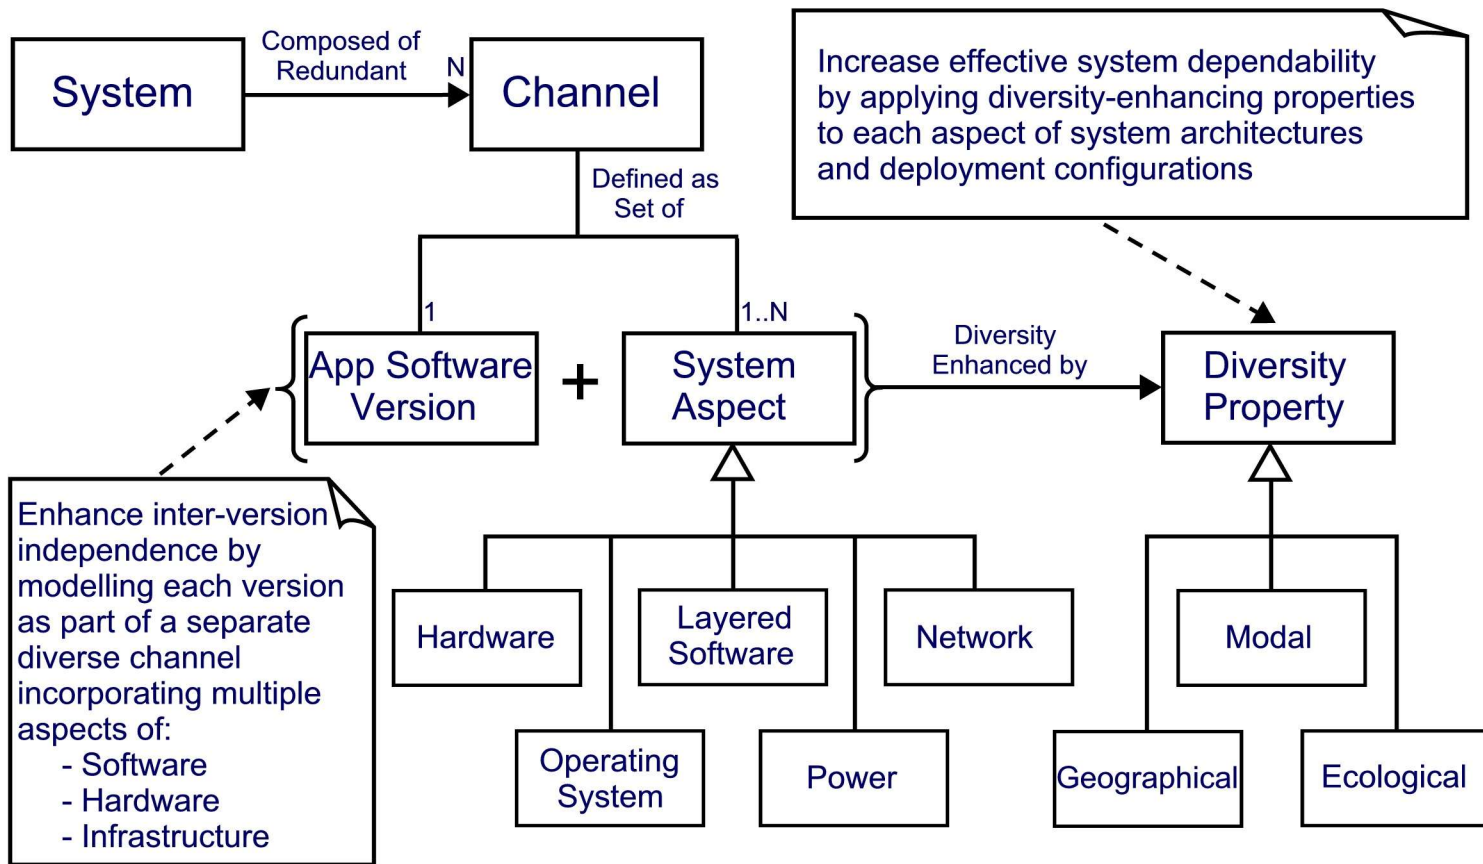 System
Composed of
Redundant
N
Channel
Increase effective system dependability
by applying diversity-enhancing properties
to each aspect of system architectures
and deployment configurations
Defined as
Set of
1
1..N
App Software
Version
+
System
Aspect
Diversity
Enhanced by
Diversity
Property
Enhance inter-version
independence by
modelling each version
as part of a separate
diverse channel
incorporating multiple
aspects of:
- Software
- Hardware
- Infrastructure
Hardware
Layered
Software
Network
Operating
System
Power
Modal
Geographical
Ecological